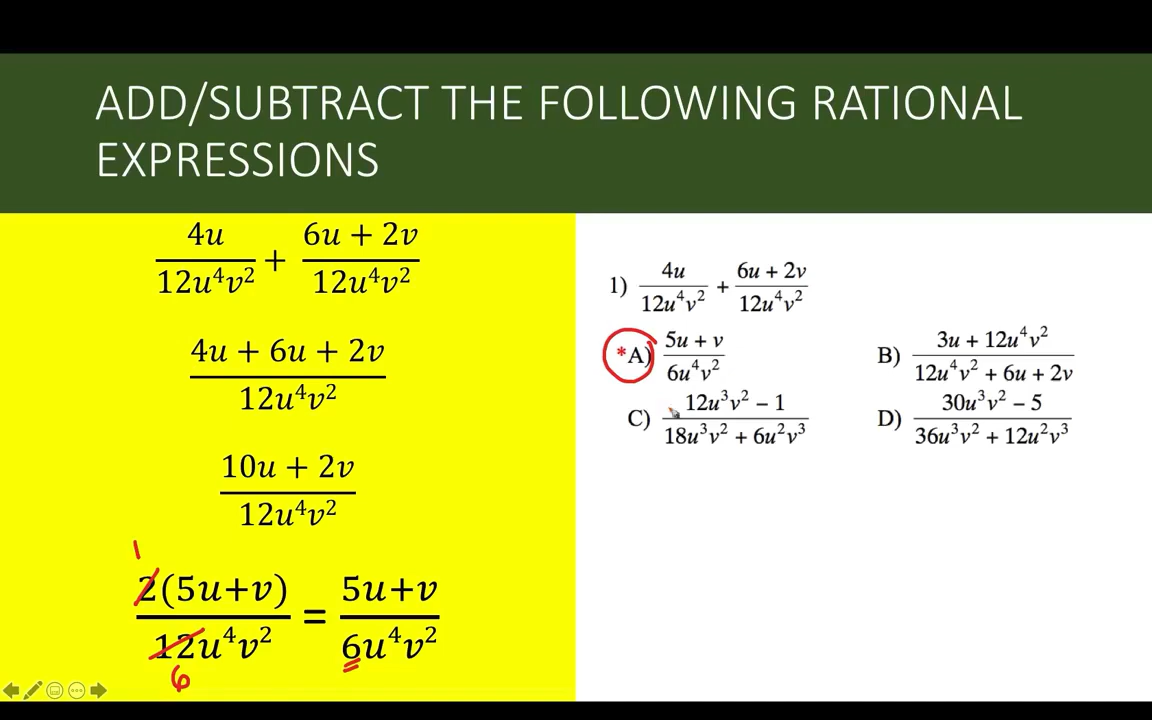 ADD/SUBTRACT THE FOLLOWING RATIONAL
EXPRESSIONS
4u/12u⁴v² + 6u + 2v/12u⁴v²
4u + 6u + 2v/12u⁴v²
10u + 2v/12u⁴v²
1
2(5u+v)/12u⁴v² = 5u+v/6u⁴v²
6
1) 4u/12u⁴v² + 6u + 2v/12u⁴v²
*A) 5u + v/6u⁴v² B) 3u + 12u⁴v²/12u⁴v² + 6u + 2v
C) 12u³v² − 1/18u³v² + 6u²v³ D) 30u³v² − 5/36u³v² + 12u²v³